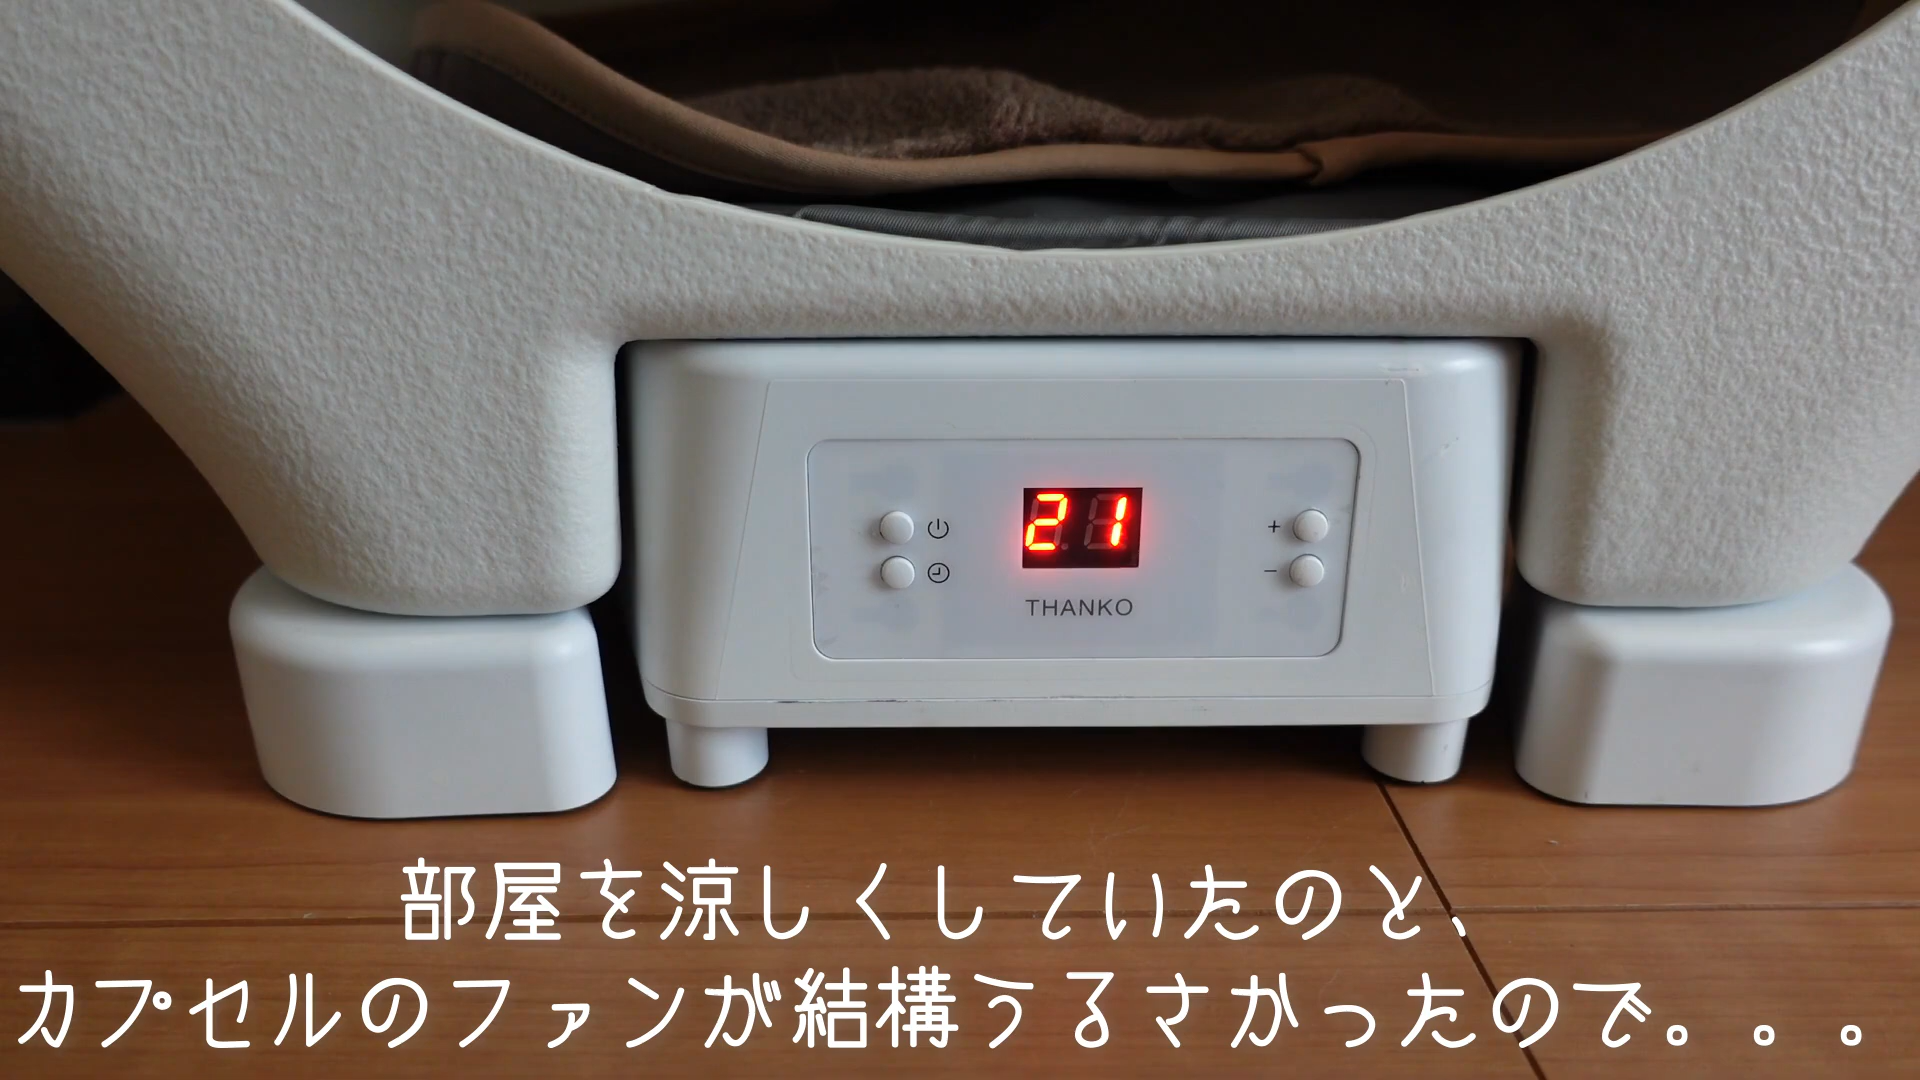 21
+
−
THANKO
部屋を涼しくしていたのと、
カプセルのファンが結構うるさかったので。。。